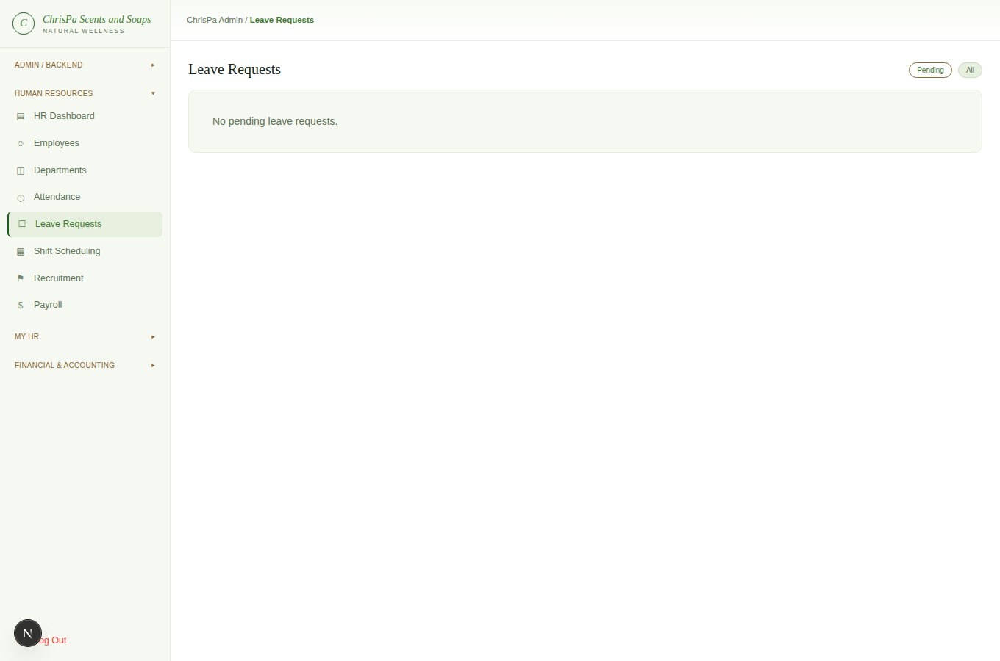 C
ChrisPa Scents and Soaps
NATURAL WELLNESS
ChrisPa Admin / Leave Requests
ADMIN / BACKEND
HUMAN RESOURCES
HR Dashboard
Employees
Departments
Attendance
Leave Requests
Shift Scheduling
Recruitment
$ Payroll
MY HR
FINANCIAL & ACCOUNTING
N
og Out
Leave Requests
Pending
All
No pending leave requests.